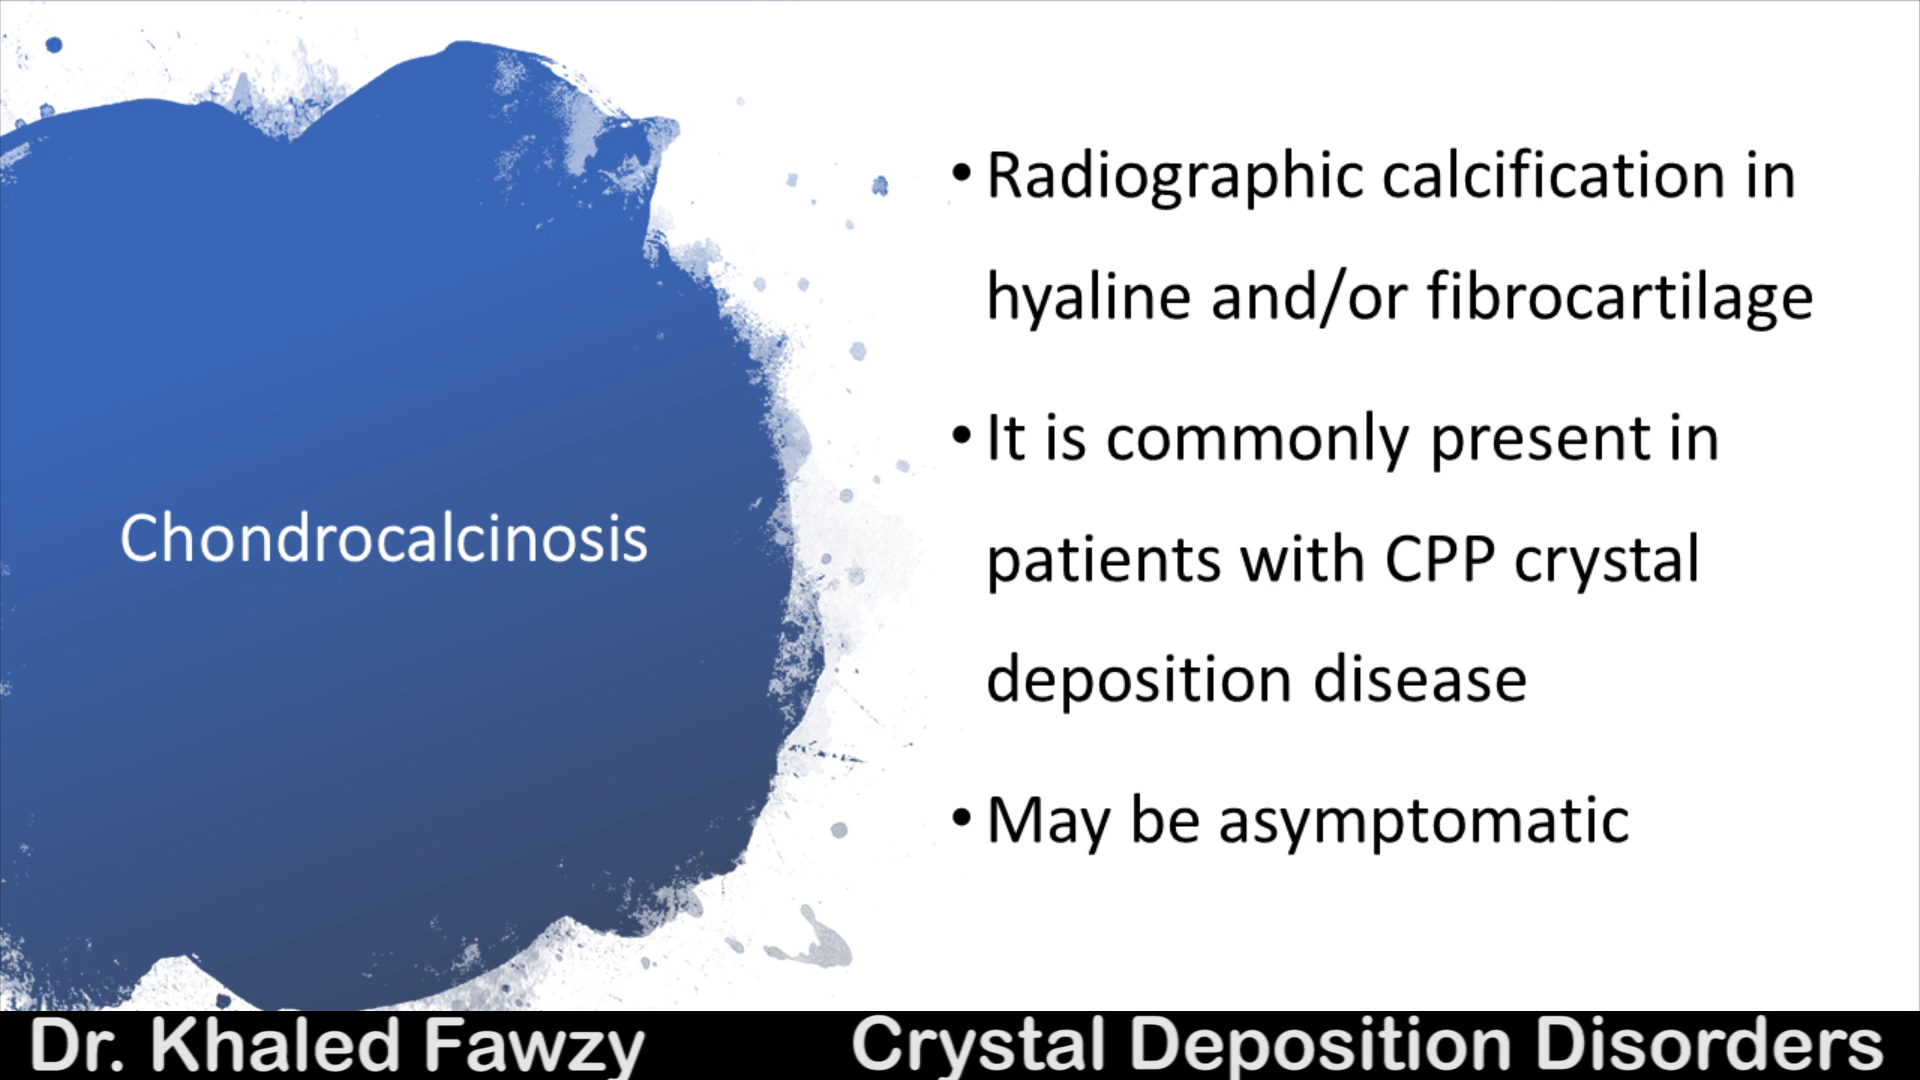 Chondrocalcinosis
• Radiographic calcification in
hyaline and/or fibrocartilage
• It is commonly present in
patients with CPP crystal
deposition disease
• May be asymptomatic
Dr. Khaled Fawzy
Crystal Deposition Disorders